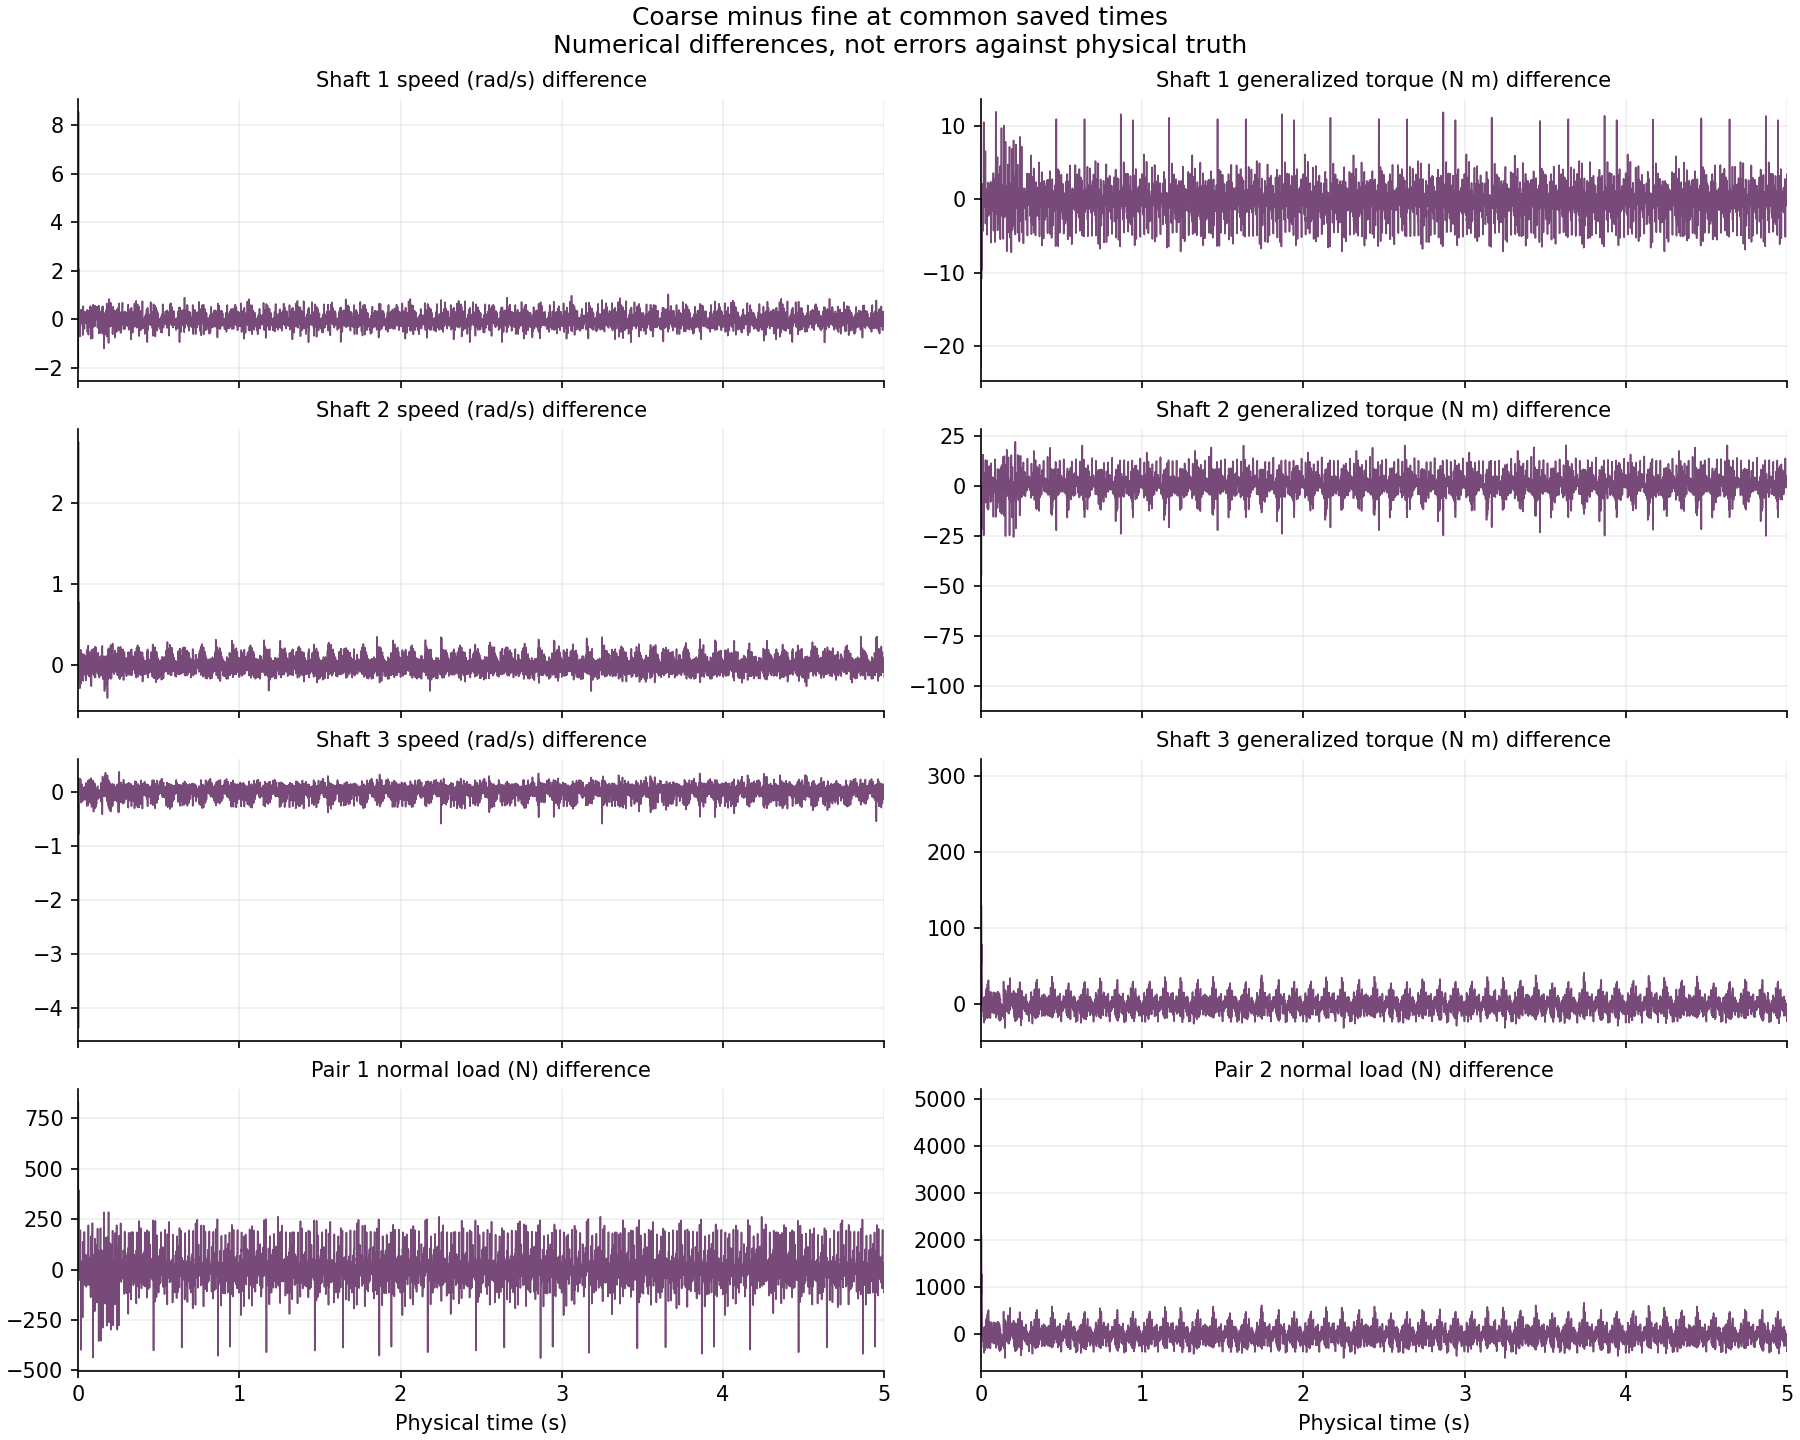 Coarse minus fine at common saved times
Numerical differences, not errors against physical truth
Shaft 1 speed (rad/s) difference
8
6
4
2
0
−2
Shaft 1 generalized torque (N m) difference
10
0
−10
−20
Shaft 2 speed (rad/s) difference
2
1
0
Shaft 2 generalized torque (N m) difference
25
0
−25
−50
−75
−100
Shaft 3 speed (rad/s) difference
0
−1
−2
−3
−4
Shaft 3 generalized torque (N m) difference
300
200
100
0
Pair 1 normal load (N) difference
750
500
250
0
−250
−500
0 1 2 3 4 5
Physical time (s)
Pair 2 normal load (N) difference
5000
4000
3000
2000
1000
0
0 1 2 3 4 5
Physical time (s)